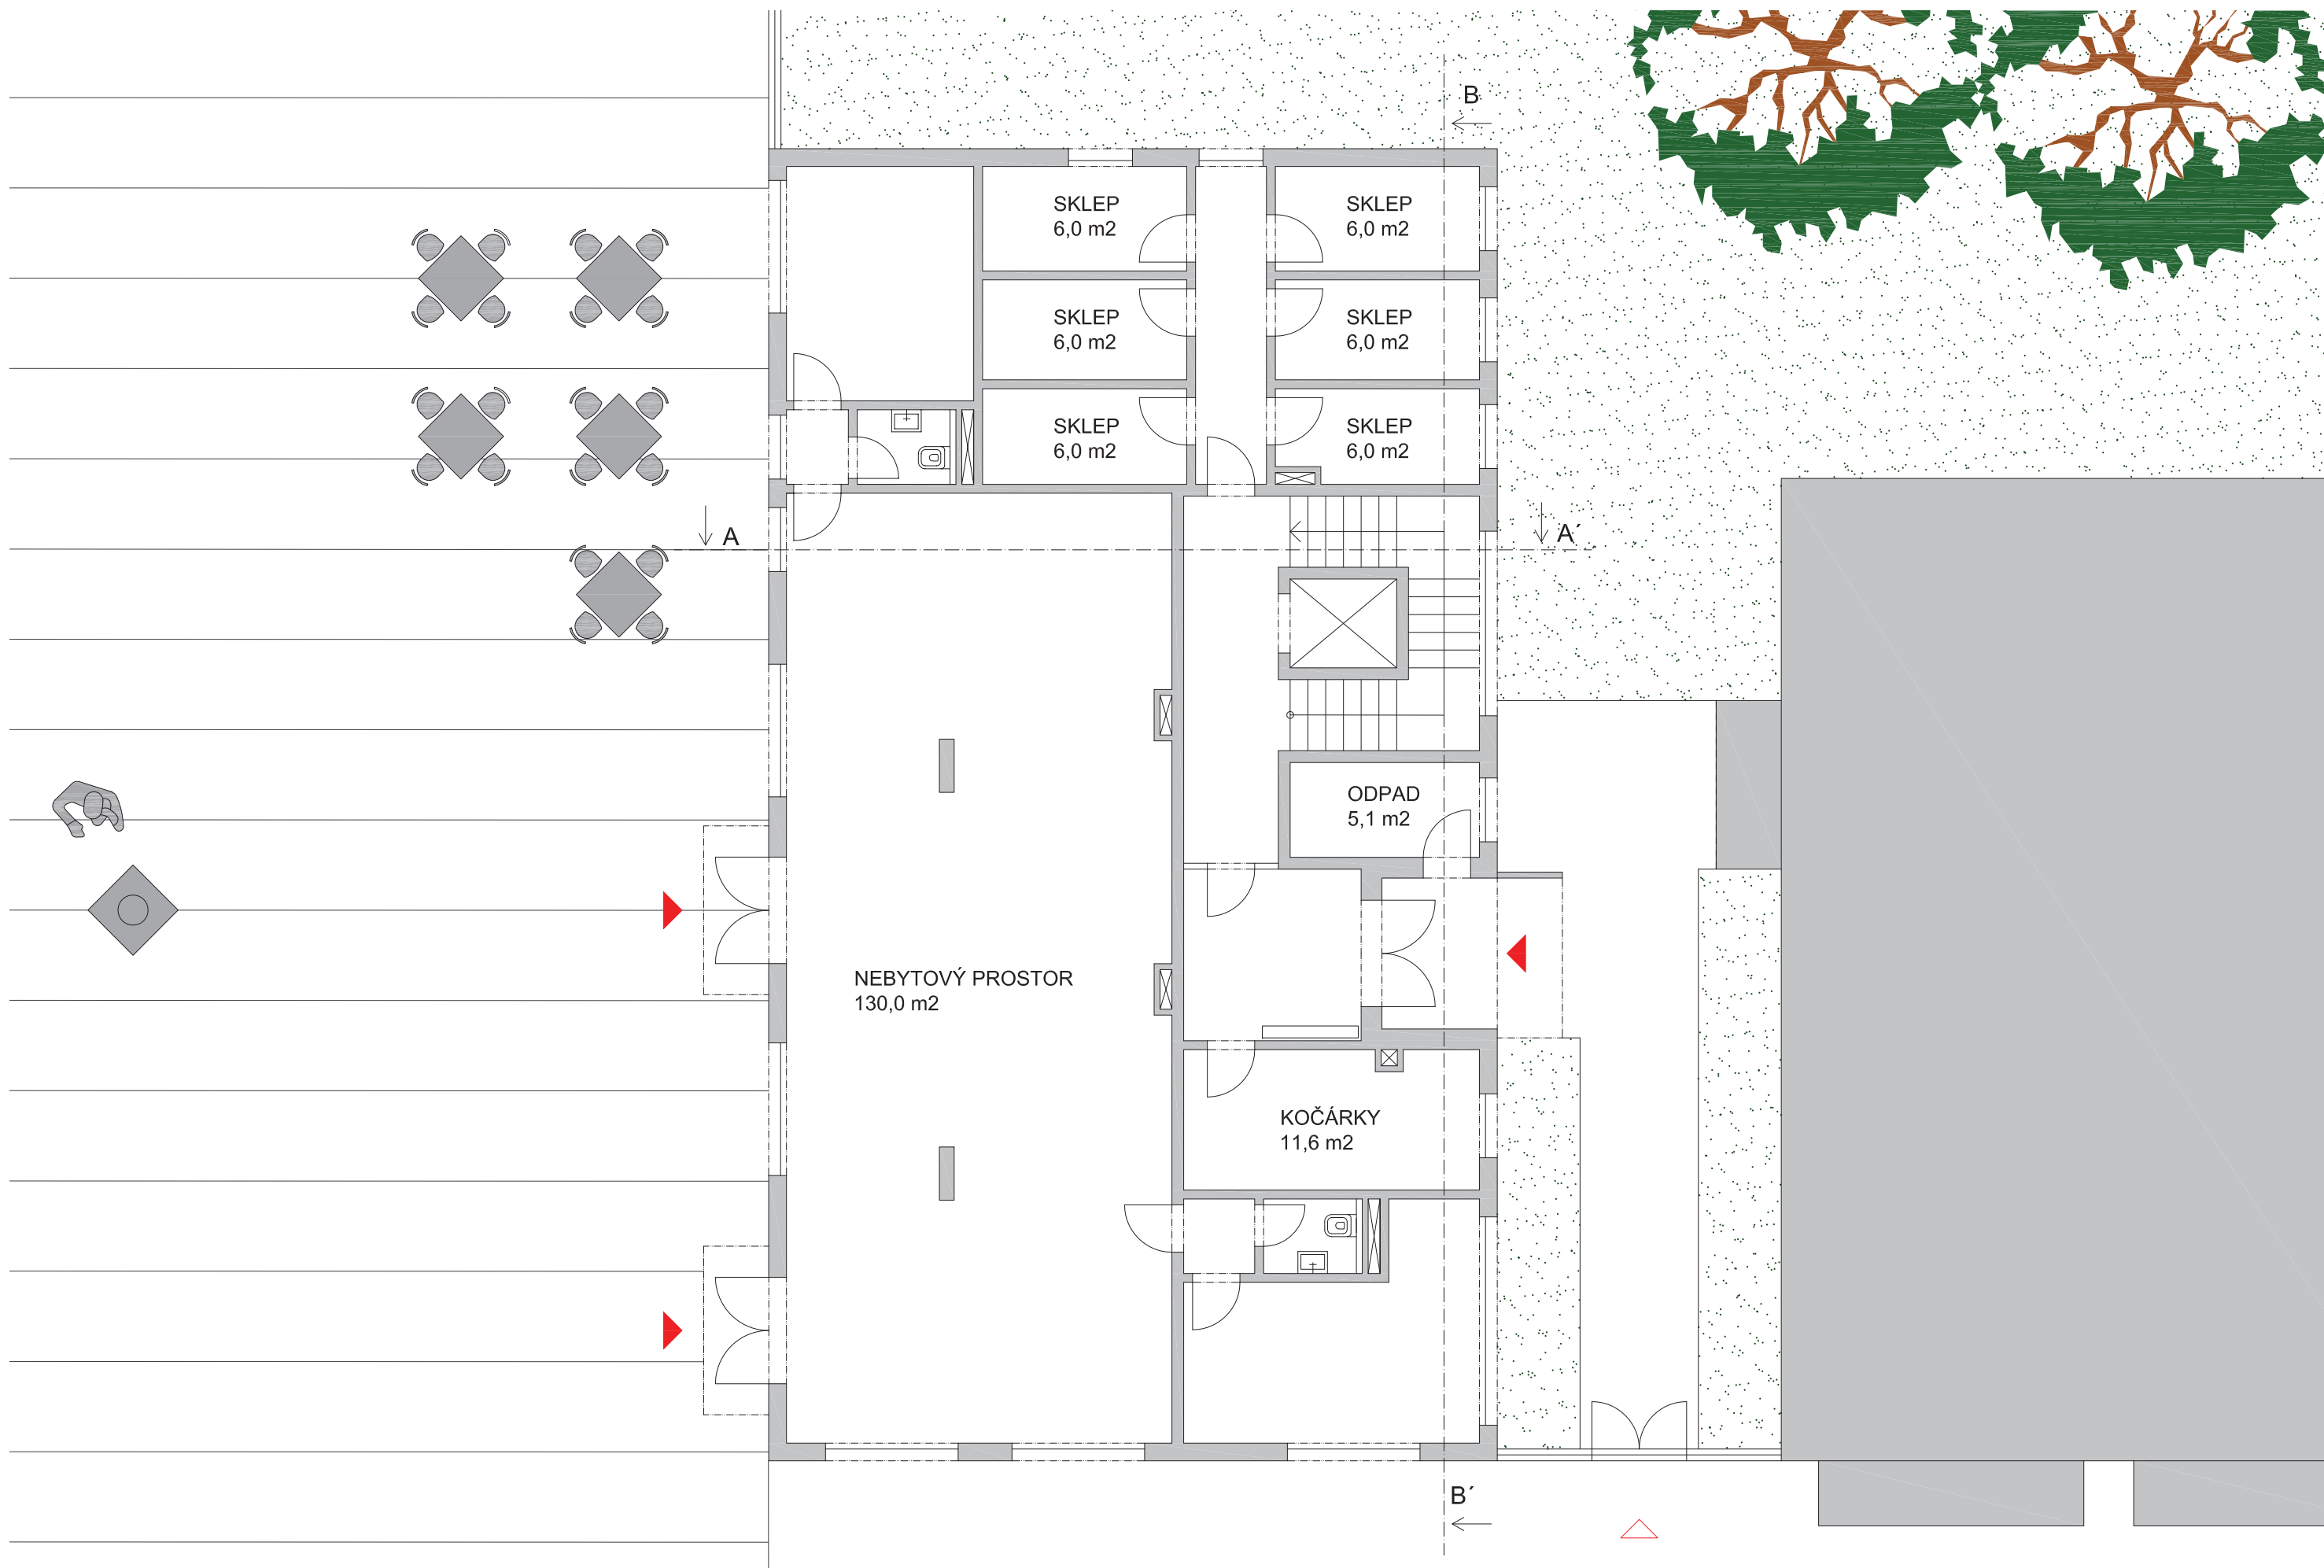 B
SKLEP
6,0 m2
SKLEP
6,0 m2
SKLEP
6,0 m2
SKLEP
6,0 m2
SKLEP
6,0 m2
SKLEP
6,0 m2
A
A´
ODPAD
5,1 m2
NEBYTOVÝ PROSTOR
130,0 m2
KOČÁRKY
11,6 m2
B´